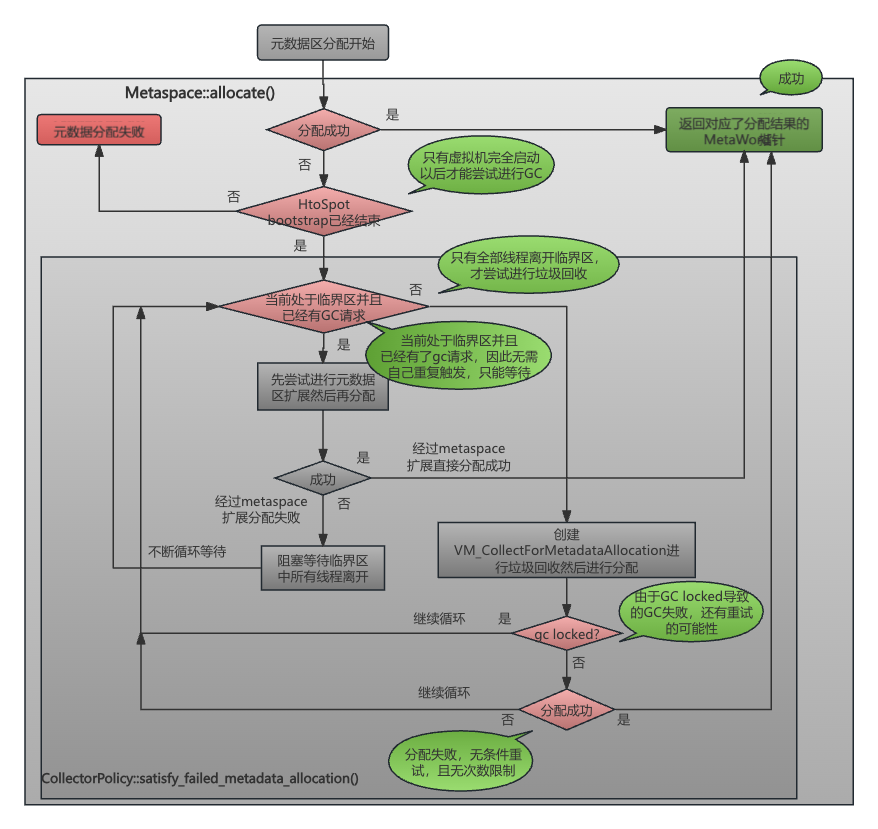 元数据区分配开始
成功
Metaspace::allocate()
元数据分配失败
分配成功
是
返回对应了分配结果的
MetaWo指针
否
只有虚拟机完全启动
以后才能尝试进行GC
否
HtoSpot
bootstrap已经结束
是
只有全部线程离开临界区,
才尝试进行垃圾回收
当前处于临界区并且
已经有GC请求
否
是
当前处于临界区并且
已经有了gc请求，因此无需
自己重复触发，只能等待
先尝试进行元数据
区扩展然后再分配
是
经过metaspace
扩展直接分配成功
成功
经过metaspace
扩展分配失败
否
不断循环等待
阻塞等待临界区
中所有线程离开
创建
VM_CollectForMetadataAllocation进
行垃圾回收然后进行分配
由于GC locked导致
的GC失败，还有重试
的可能性
继续循环
是
gc locked?
否
继续循环
否
分配成功
是
分配失败，无条件重
试，且无次数限制
CollectorPolicy::satisfy_failed_metadata_allocation()